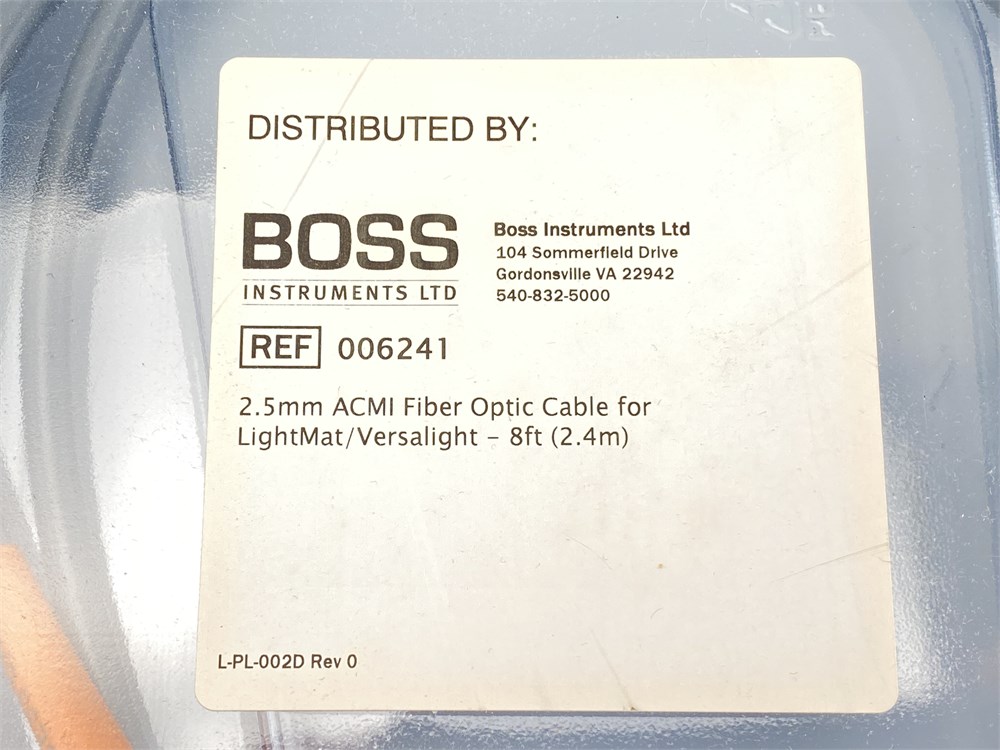 DISTRIBUTED BY:
BOSS
INSTRUMENTS LTD
Boss Instruments Ltd
104 Sommerfield Drive
Gordonsville VA 22942
540-832-5000
REF 006241
2.5mm ACMI Fiber Optic Cable for
LightMat/Versalight – 8ft (2.4m)
L-PL-002D Rev 0